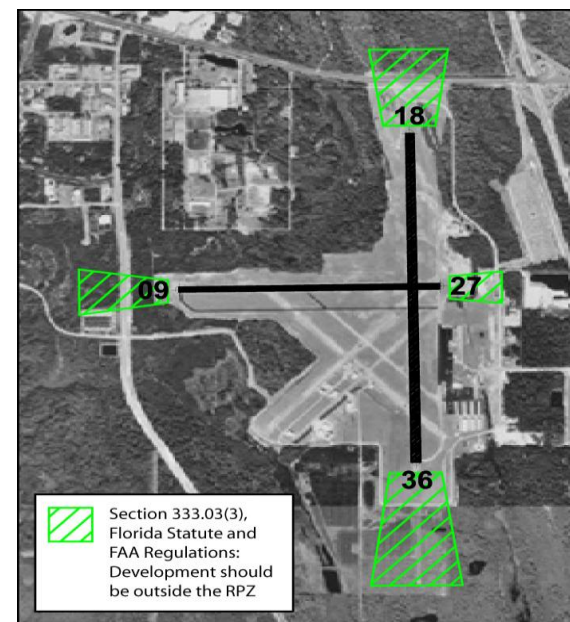 18
09
27
36
Section 333.03(3),
Florida Statute and
FAA Regulations:
Development should
be outside the RPZ